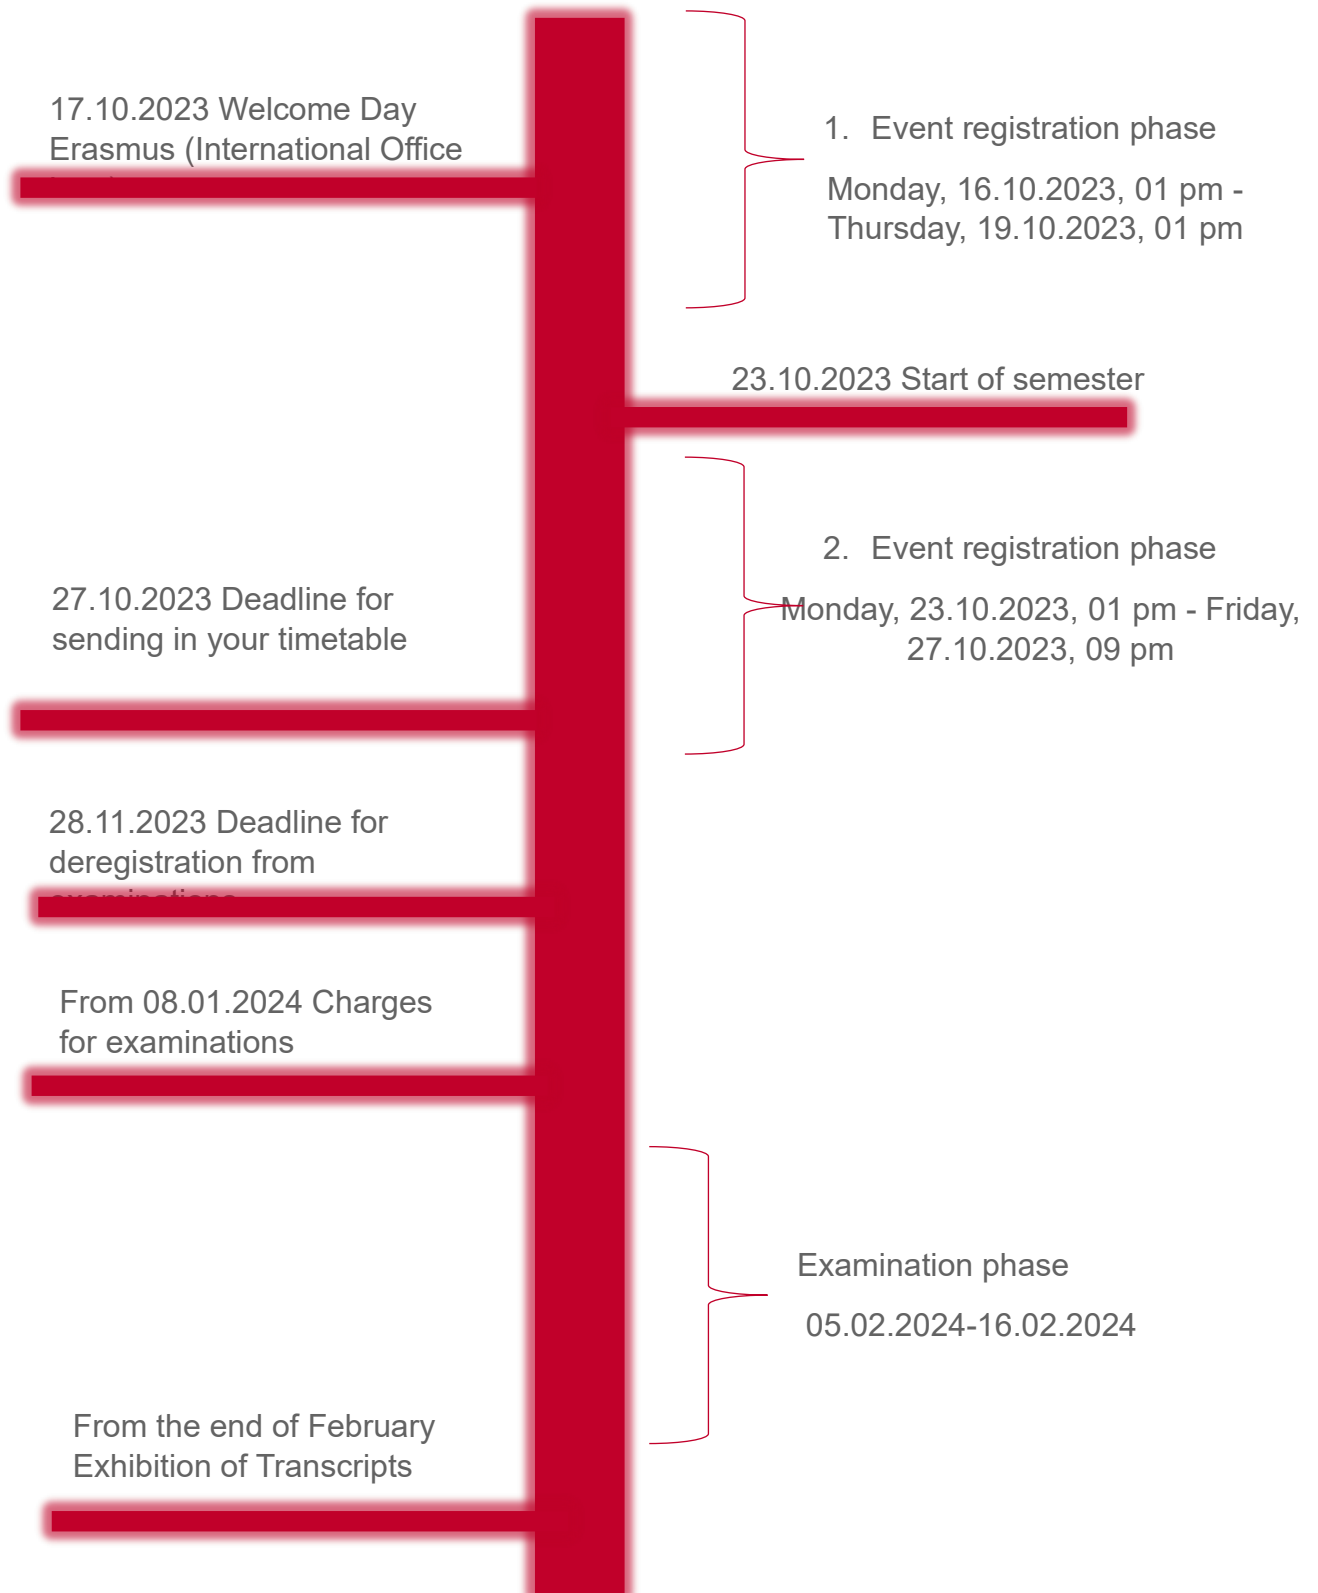 17.10.2023 Welcome Day
Erasmus (International Office
1. Event registration phase
Monday, 16.10.2023, 01 pm -
Thursday, 19.10.2023, 01 pm
23.10.2023 Start of semester
2. Event registration phase
Monday, 23.10.2023, 01 pm - Friday,
27.10.2023, 09 pm
27.10.2023 Deadline for
sending in your timetable
28.11.2023 Deadline for
deregistration from
examinations
From 08.01.2024 Charges
for examinations
Examination phase
05.02.2024-16.02.2024
From the end of February
Exhibition of Transcripts